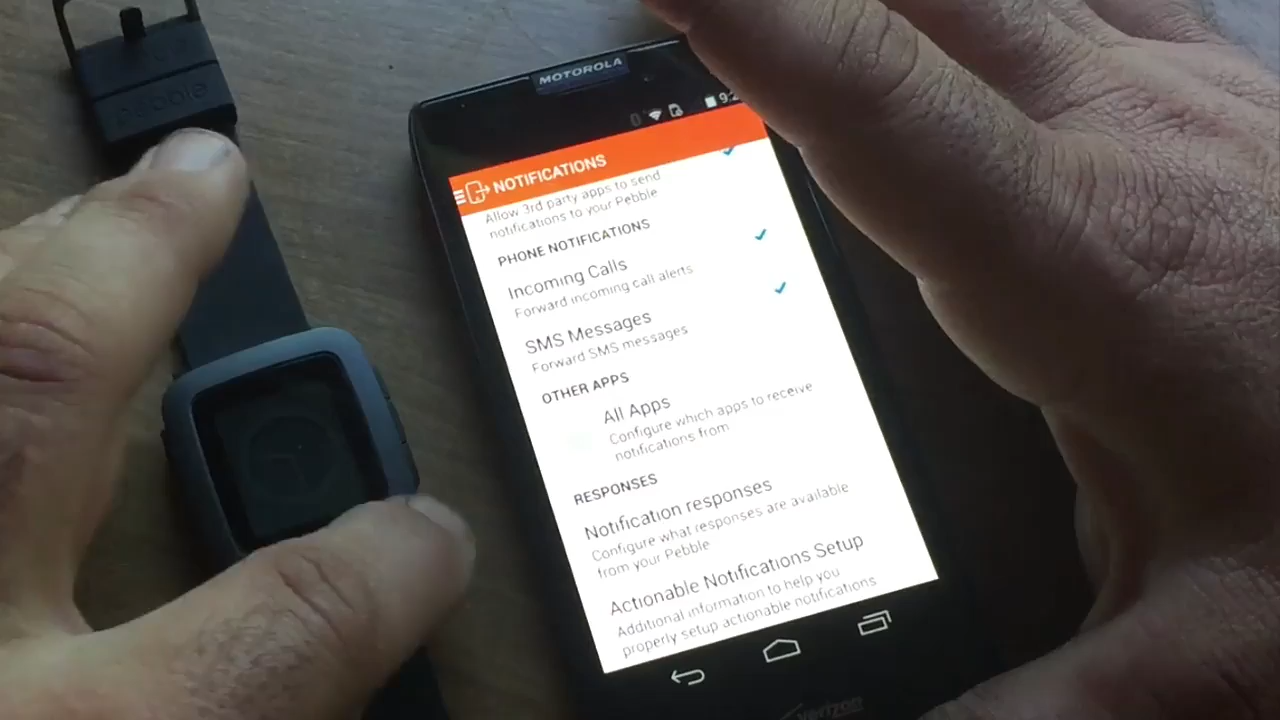 pebble
MOTOROLA
NOTIFICATIONS
Allow 3rd party apps to send
notifications to your Pebble
PHONE NOTIFICATIONS
Incoming Calls
Forward incoming call alerts
SMS Messages
Forward SMS messages
OTHER APPS
All Apps
Configure which apps to receive
notifications from
RESPONSES
Notification responses
Configure what responses are available
from your Pebble
Actionable Notifications Setup
Additional information to help you
properly setup actionable notifications
verizon